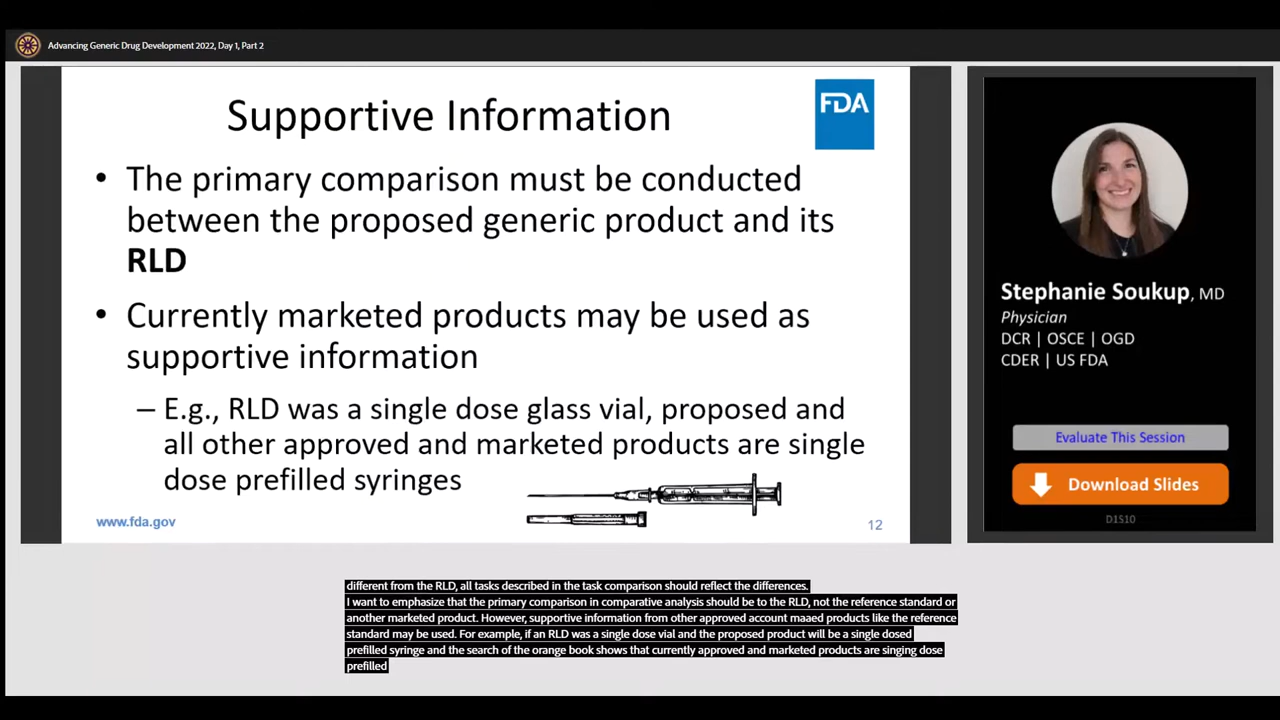 Advancing Generic Drug Development 2022, Day 1, Part 2
Supportive Information
FDA
• The primary comparison must be conducted
between the proposed generic product and its
RLD
• Currently marketed products may be used as
supportive information
– E.g., RLD was a single dose glass vial, proposed and
all other approved and marketed products are single
dose prefilled syringes
www.fda.gov
12
Stephanie Soukup, MD
Physician
DCR | OSCE | OGD
CDER | US FDA
Evaluate This Session
Download Slides
D1S10
different from the RLD, all tasks described in the task comparison should reflect the differences.
I want to emphasize that the primary comparison in comparative analysis should be to the RLD, not the reference standard or
another marketed product. However, supportive information from other approved account maaed products like the reference
standard may be used. For example, if an RLD was a single dose vial and the proposed product will be a single dosed
prefilled syringe and the search of the orange book shows that currently approved and marketed products are singing dose
prefilled